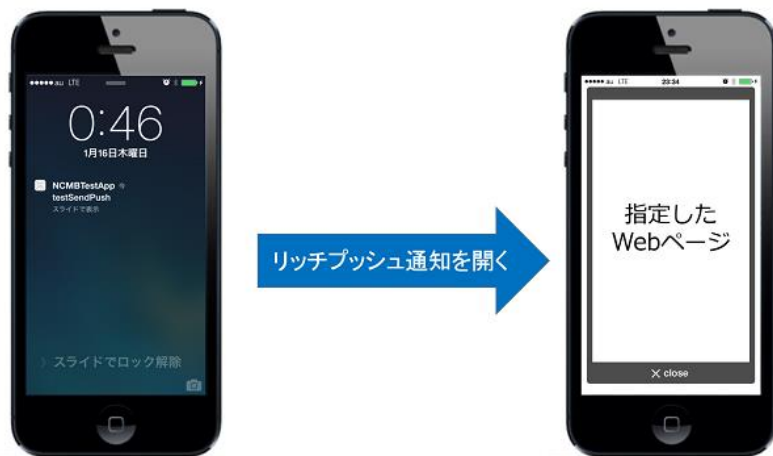 ●●●●● au LTE
0:46
1月16日木曜日
NCMBTestApp 今
testSendPush
スライドで表示
> スライドでロック解除
リッチプッシュ通知を開く
●●●●● au LTE 23:34
指定した
Webページ
× close